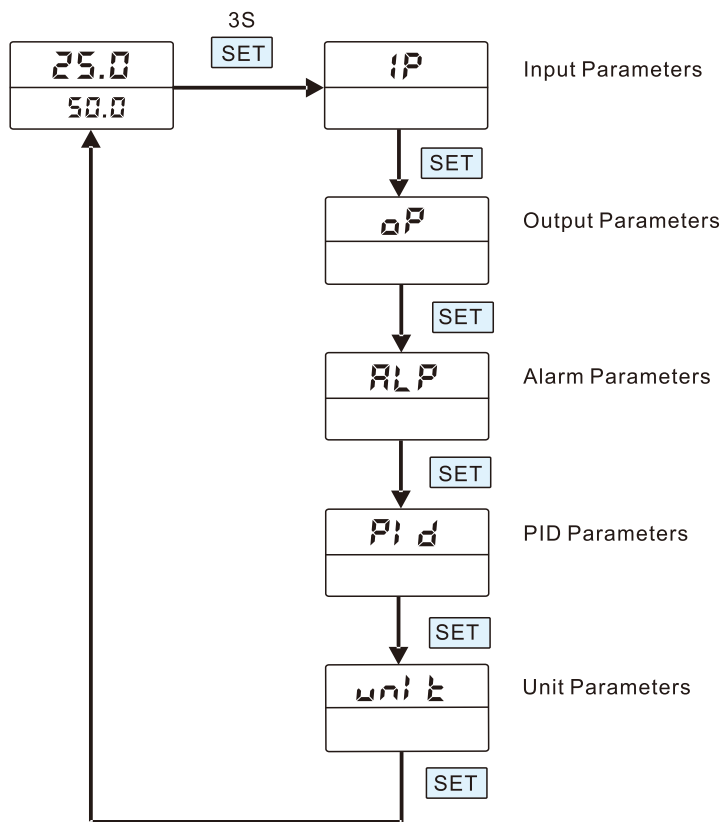 3S
SET
25.0
50.0
IP
Input Parameters
SET
oP
Output Parameters
SET
ALP
Alarm Parameters
SET
PId
PID Parameters
SET
unit
Unit Parameters
SET